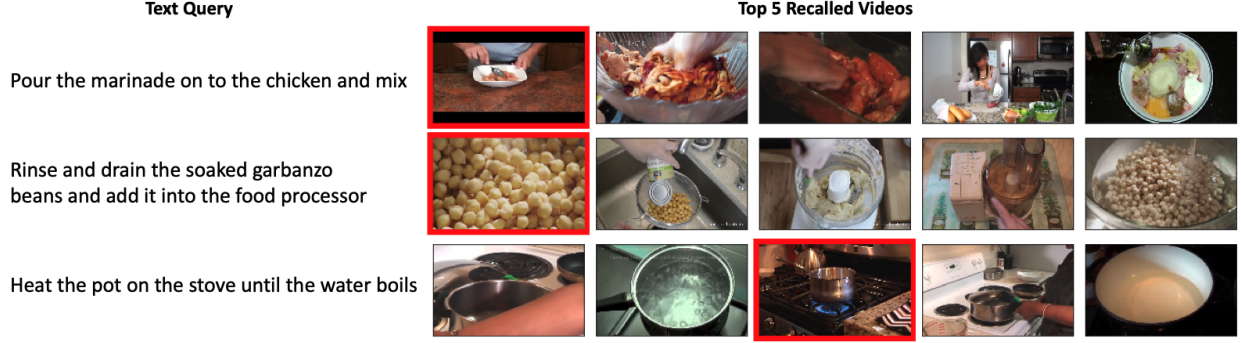 Text Query
Top 5 Recalled Videos
Pour the marinade on to the chicken and mix
Rinse and drain the soaked garbanzo
beans and add it into the food processor
Heat the pot on the stove until the water boils